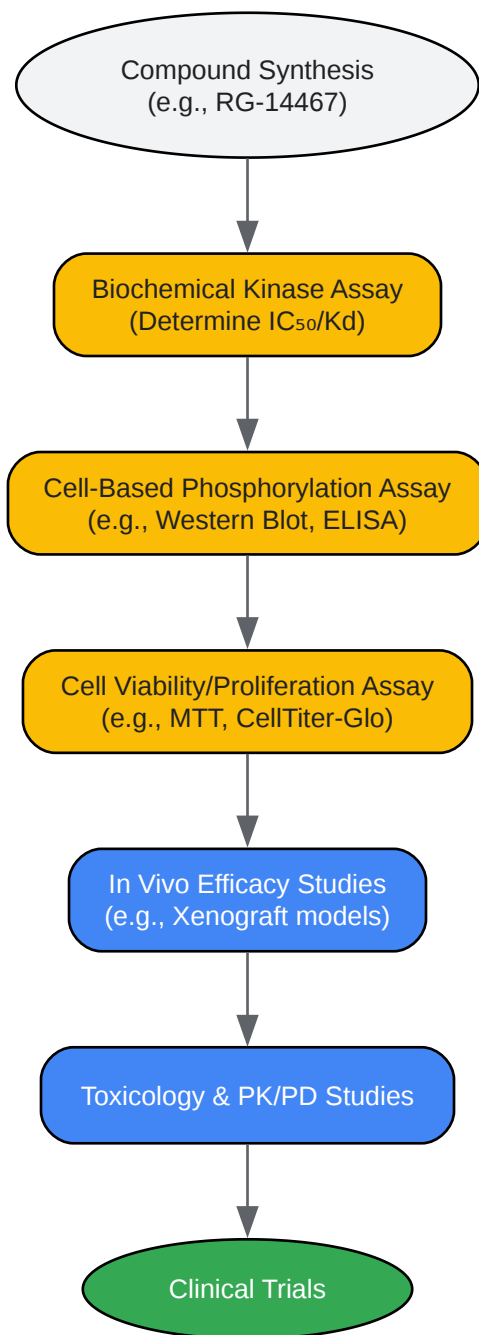 Compound Synthesis
(e.g., RG-14467)
Biochemical Kinase Assay
(Determine IC₅₀/Kd)
Cell-Based Phosphorylation Assay
(e.g., Western Blot, ELISA)
Cell Viability/Proliferation Assay
(e.g., MTT, CellTiter-Glo)
In Vivo Efficacy Studies
(e.g., Xenograft models)
Toxicology & PK/PD Studies
Clinical Trials